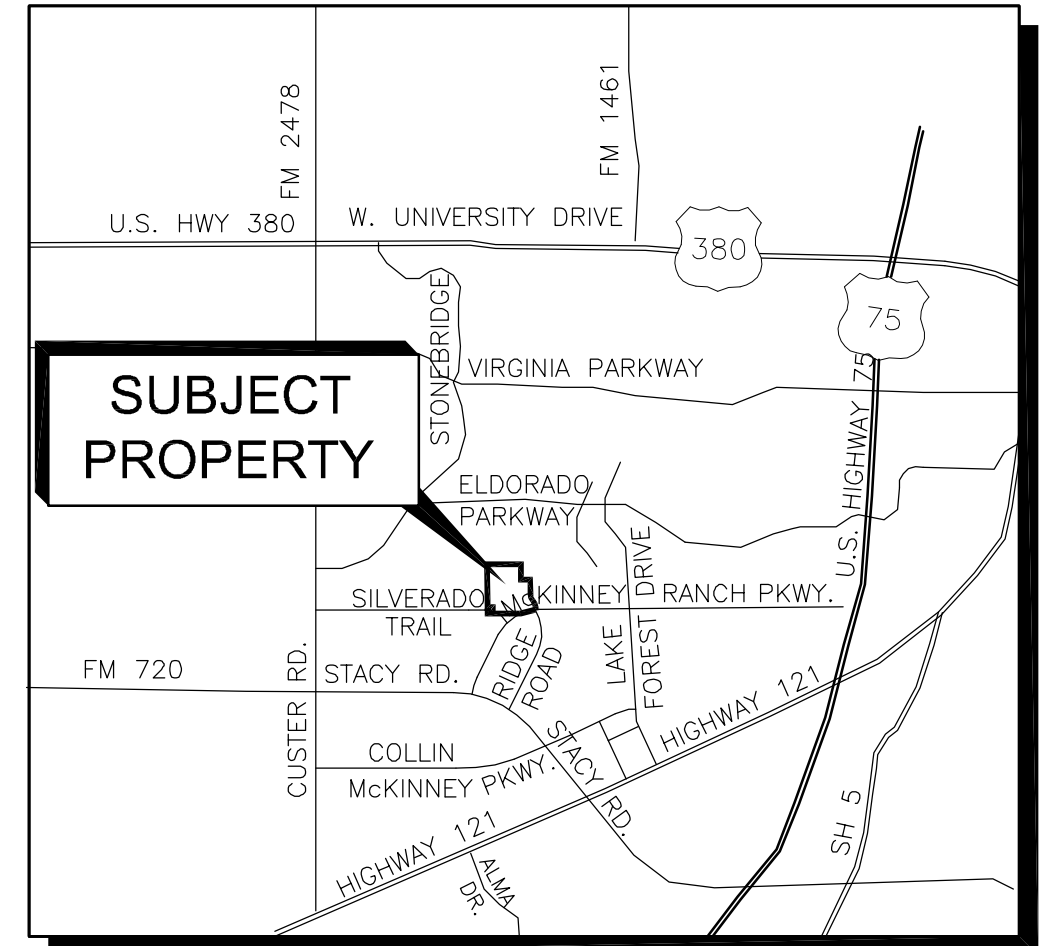 FM 2478
FM 1461
U.S. HWY 380
W. UNIVERSITY DRIVE
380
75
STONEBRIDGE
VIRGINIA PARKWAY
SUBJECT
PROPERTY
U.S. HIGHWAY 75
ELDORADO
PARKWAY
SILVERADO
TRAIL
McKINNEY RANCH PKWY.
LAKE
FOREST DRIVE
RIDGE
ROAD
FM 720
STACY RD.
CUSTER RD.
COLLIN
McKINNEY PKWY.
STACY RD.
HIGHWAY 121
HIGHWAY 121
SH 5
ALMA
DR.